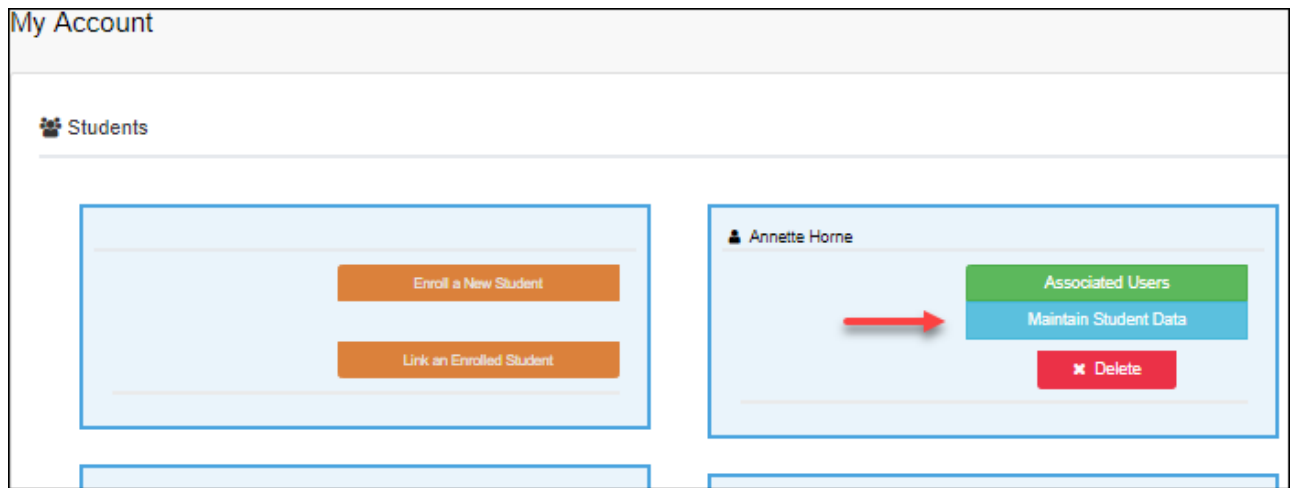 My Account
Students
Enroll a New Student
Link an Enrolled Student
Annette Horne
Associated Users
Maintain Student Data
Delete